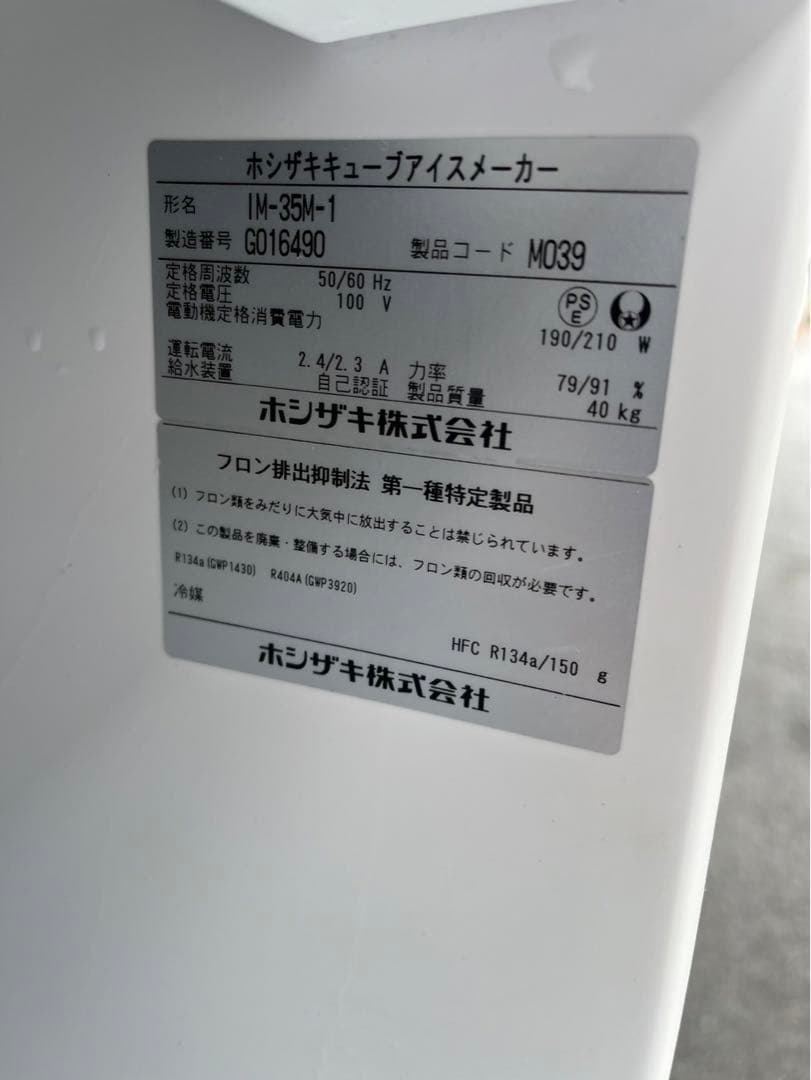 ホシザキキューブアイスメーカー
形名 IM-35M-1
製造番号 G016490 製品コード M039
定格周波数 50/60 Hz
定格電圧 100 V
電動機定格消費電力 190/210 W
PS
E
運転電流 2.4/2.3 A 力率 79/91 %
給水装置 自己認証 製品質量 40 kg
ホシザキ株式会社
フロン排出抑制法 第一種特定製品
(1) フロン類をみだりに大気中に放出することは禁じられています。
(2) この製品を廃棄・整備する場合には、フロン類の回収が必要です。
R134a(GWP1430) R404A(GWP3920)
冷媒 HFC R134a/150 g
ホシザキ株式会社